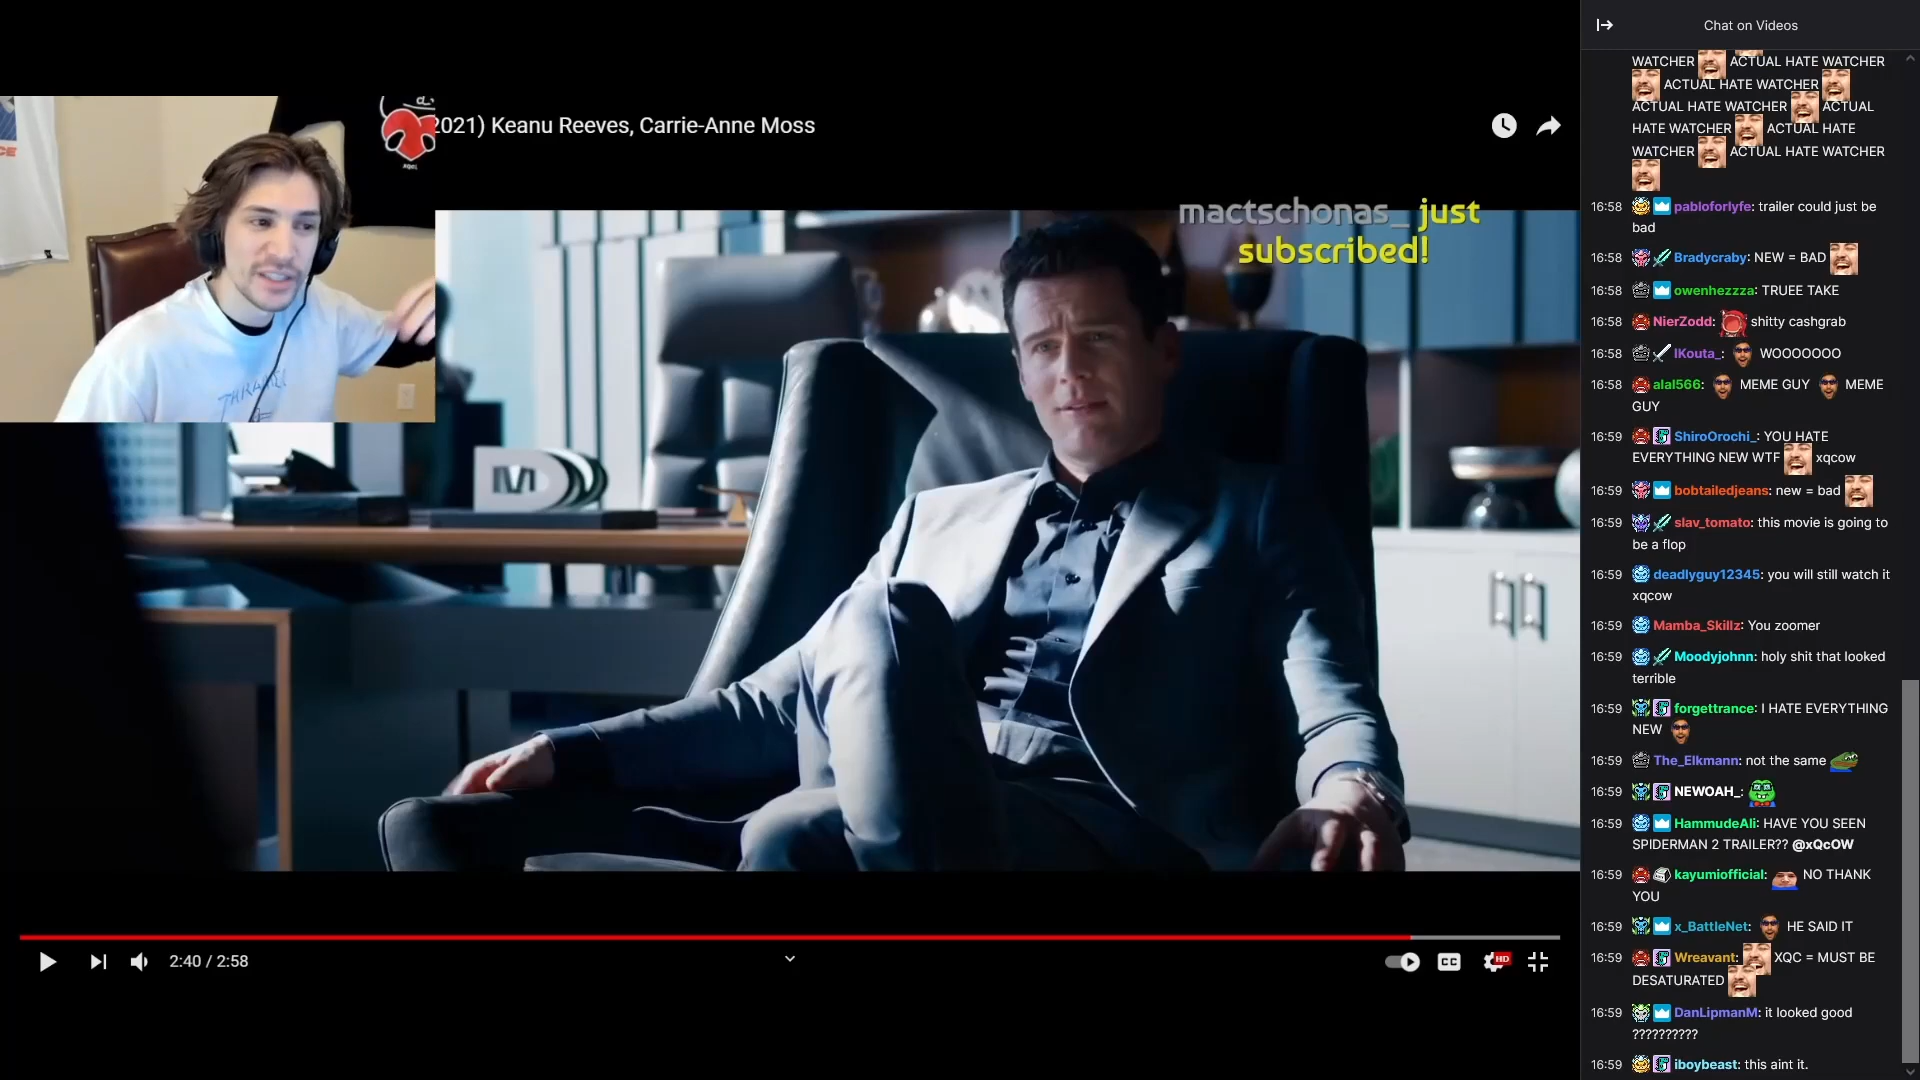 Chat on Videos
2021) Keanu Reeves, Carrie-Anne Moss
XQCL
THRASHER
mactschonas_ just
subscribed!
2:40 / 2:58
CC
HD
WATCHER ACTUAL HATE WATCHER
ACTUAL HATE WATCHER
ACTUAL HATE WATCHER ACTUAL
HATE WATCHER ACTUAL HATE
WATCHER ACTUAL HATE WATCHER
16:58 pabloforlyfe: trailer could just be
bad
16:58 Bradycraby: NEW = BAD
16:58 owenhezzza: TRUEE TAKE
16:58 NierZodd: shitty cashgrab
16:58 IKouta_: WOOOOOOO
16:58 alal566: MEME GUY MEME
GUY
16:59 ShiroOrochi_: YOU HATE
EVERYTHING NEW WTF xqcow
16:59 bobtailedjeans: new = bad
16:59 slav_tomato: this movie is going to
be a flop
16:59 deadlyguy12345: you will still watch it
xqcow
16:59 Mamba_Skillz: You zoomer
16:59 Moodyjohnn: holy shit that looked
terrible
16:59 forgettrance: I HATE EVERYTHING
NEW
16:59 The_Elkmann: not the same
16:59 NEWOAH_:
16:59 HammudeAli: HAVE YOU SEEN
SPIDERMAN 2 TRAILER?? @xQcOW
16:59 kayumiofficial: NO THANK
YOU
16:59 x_BattleNet: HE SAID IT
16:59 Wreavant: XQC = MUST BE
DESATURATED
16:59 DanLipmanM: it looked good
??????????
16:59 iboybeast: this aint it.